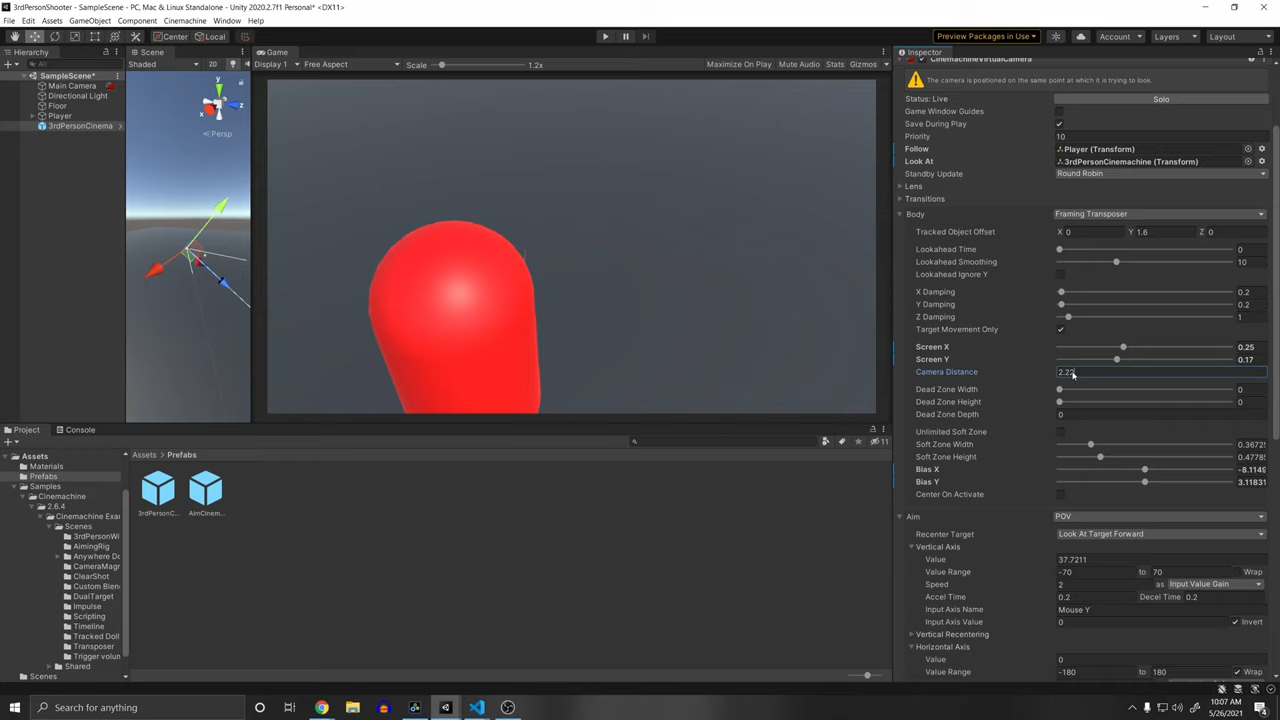 3rdPersonShooter - SampleScene - PC, Mac & Linux Standalone - Unity 2020.2.7f1 Personal* <DX11>
File Edit Assets GameObject Component Cinemachine Window Help
Center Local Preview Packages in Use Account Layers Layout
Hierarchy Scene Game Inspector
All Shaded 2D Display 1 Free Aspect Scale 1.2x Maximize On Play Mute Audio Stats Gizmos
SampleScene*
Main Camera
Directional Light
Floor
Player
3rdPersonCinema
y
z
x
Persp
CinemachineVirtualCamera
The camera is positioned on the same point at which it is trying to look.
Status: Live Solo
Game Window Guides
Save During Play
Priority 10
Follow Player (Transform)
Look At 3rdPersonCinemachine (Transform)
Standby Update Round Robin
Lens
Transitions
Body Framing Transposer
Tracked Object Offset X 0 Y 1.6 Z 0
Lookahead Time 0
Lookahead Smoothing 10
Lookahead Ignore Y
X Damping 0.2
Y Damping 0.2
Z Damping 1
Target Movement Only
Screen X 0.25
Screen Y 0.17
Camera Distance 2.22
Dead Zone Width 0
Dead Zone Height 0
Dead Zone Depth 0
Unlimited Soft Zone
Soft Zone Width 0.3672
Soft Zone Height 0.4778
Bias X -8.1149
Bias Y 3.11831
Center On Activate
Aim POV
Recenter Target Look At Target Forward
Vertical Axis
Value 37.7211
Value Range -70 to 70 Wrap
Speed 2 as Input Value Gain
Accel Time 0.2 Decel Time 0.2
Input Axis Name Mouse Y
Input Axis Value 0 Invert
Vertical Recentering
Horizontal Axis
Value 0
Value Range -180 to 180 Wrap
Project Console
11
Assets
Materials
Prefabs
Samples
Cinemachine
2.6.4
Cinemachine Exa
Scenes
3rdPersonWi
AimingRig
Anywhere Do
CameraMagn
ClearShot
Custom Blen
DualTarget
Impulse
Scripting
Timeline
Tracked Doll
Transposer
Trigger volun
Shared
Scenes
Assets > Prefabs
3rdPersonC... AimCinem...
Search for anything
10:07 AM
5/26/2021
4